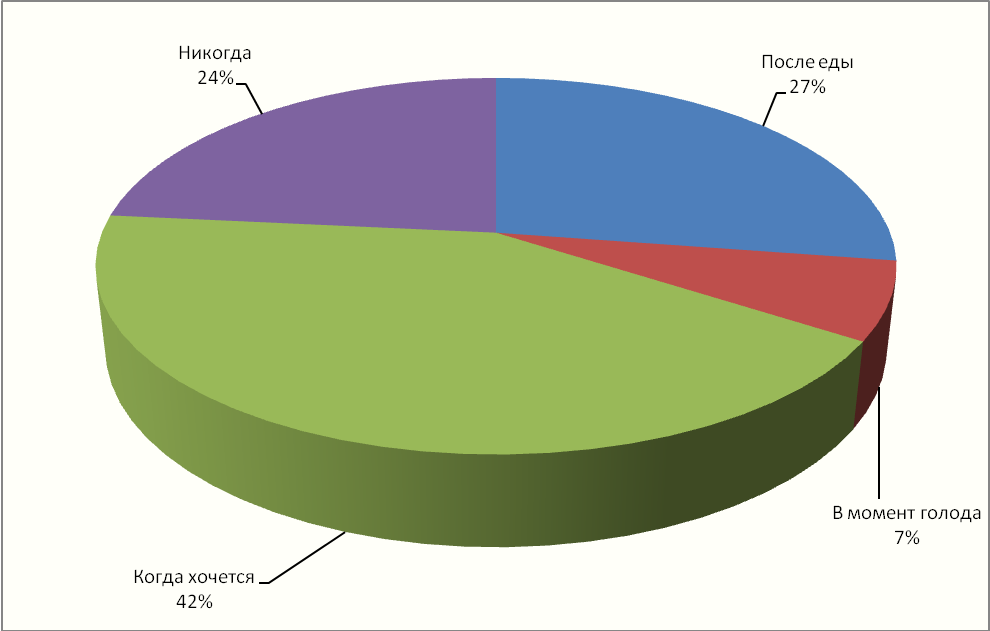 Никогда
24%
После еды
27%
В момент голода
7%
Когда хочется
42%